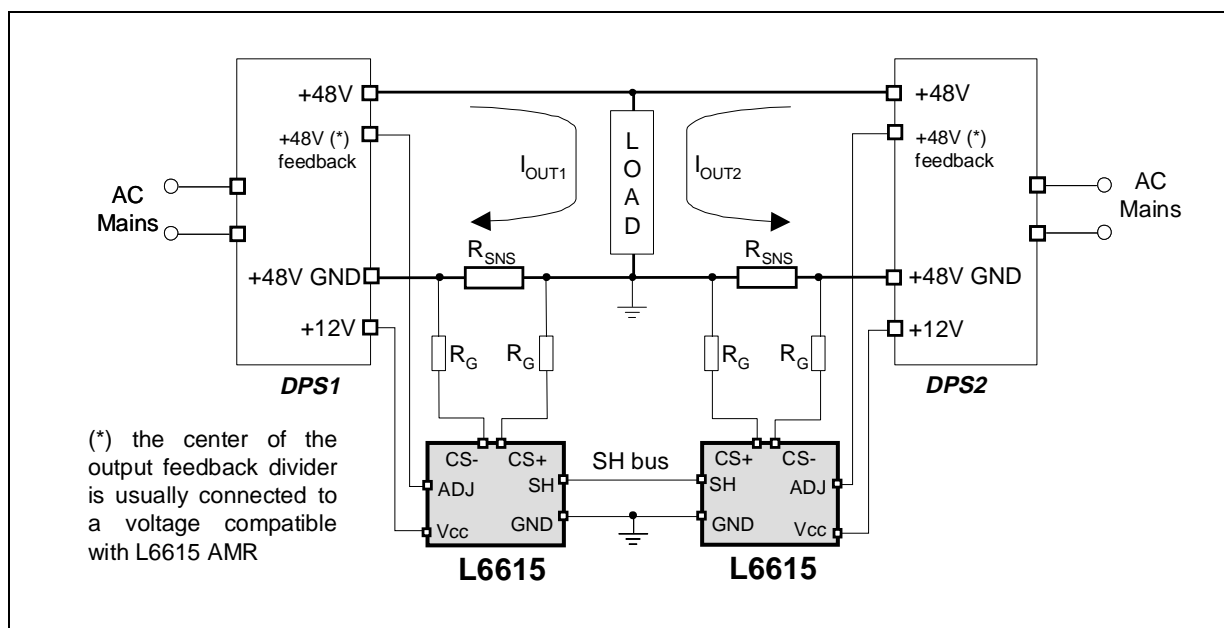 +48V
+48V (*)
feedback
AC
Mains
+48V GND
+12V
DPS1
I_OUT1
I_OUT2
L
O
A
D
R_SNS
R_SNS
+48V
+48V (*)
feedback
AC
Mains
+48V GND
+12V
DPS2
R_G
R_G
R_G
R_G
(*) the center of the
output feedback divider
is usually connected to
a voltage compatible
with L6615 AMR
CS-
CS+
ADJ
SH
GND
Vcc
L6615
SH bus
CS+
CS-
SH
ADJ
GND
Vcc
L6615